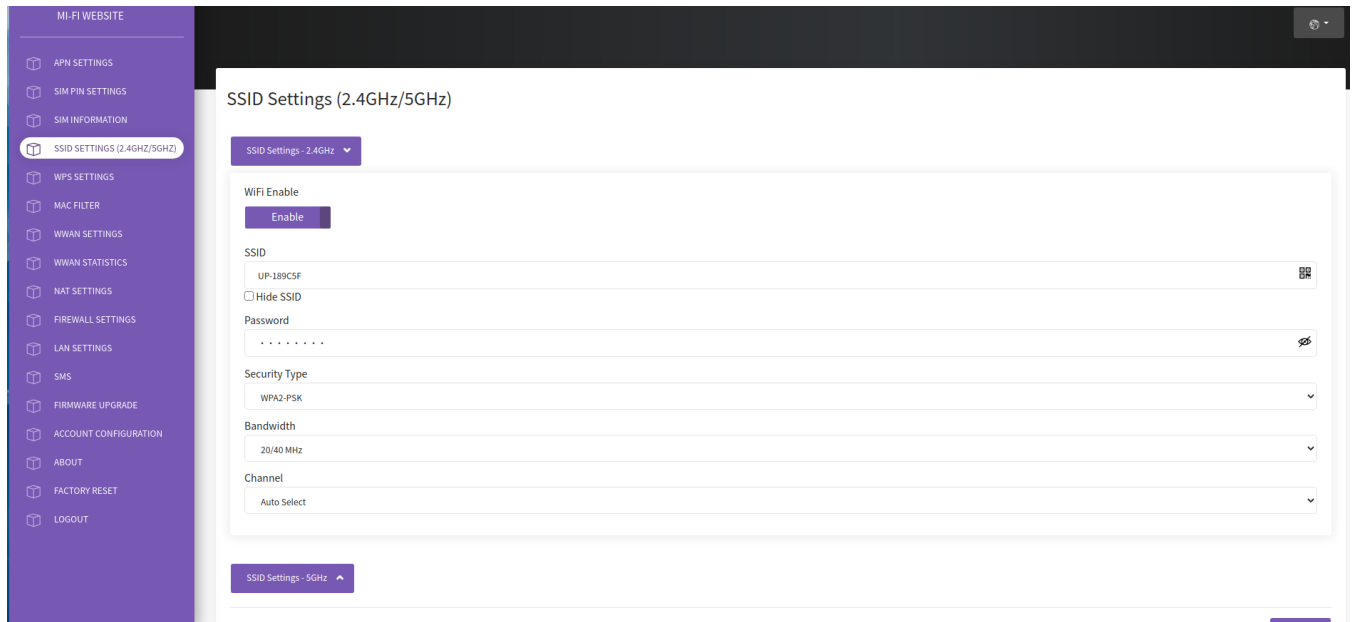 MI-FI WEBSITE
APN SETTINGS
SIM PIN SETTINGS
SIM INFORMATION
SSID SETTINGS (2.4GHZ/5GHZ)
WPS SETTINGS
MAC FILTER
WWAN SETTINGS
WWAN STATISTICS
NAT SETTINGS
FIREWALL SETTINGS
LAN SETTINGS
SMS
FIRMWARE UPGRADE
ACCOUNT CONFIGURATION
ABOUT
FACTORY RESET
LOGOUT
SSID Settings (2.4GHz/5GHz)
SSID Settings - 2.4GHz
WiFi Enable
Enable
SSID
UP-189C5F
Hide SSID
Password
········
Security Type
WPA2-PSK
Bandwidth
20/40 MHz
Channel
Auto Select
SSID Settings - 5GHz